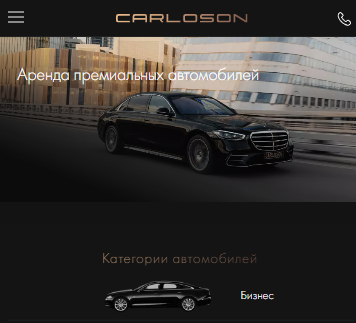 CARLOSON
Аренда премиальных автомобилей
Категории автомобилей
Бизнес